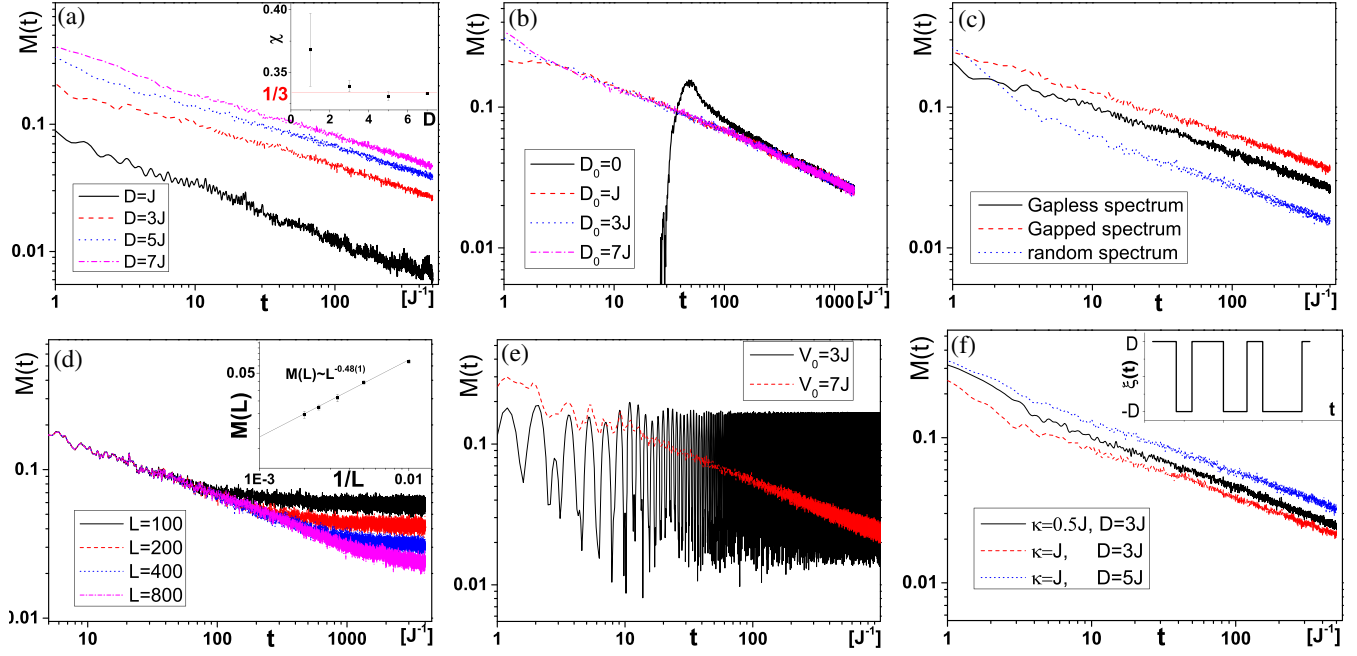 (a)
M(t)
0.1
0.01
1
10
100
t
[J⁻¹]
D=J
D=3J
D=5J
D=7J
χ
0.40
0.35
1/3
0
2
4
6
D
(b)
M(t)
0.1
0.01
1
10
100
1000
t
[J⁻¹]
D₀=0
D₀=J
D₀=3J
D₀=7J
(c)
M(t)
0.1
0.01
1
10
100
t
[J⁻¹]
Gapless spectrum
Gapped spectrum
random spectrum
(d)
M(t)
0.1
0.01
10
100
1000
t
[J⁻¹]
L=100
L=200
L=400
L=800
M(L)~L⁻⁰·⁴⁸⁽¹⁾
M(L)
0.05
1E-3
1/L
0.01
(e)
M(t)
0.1
0.01
1
10
100
t
[J⁻¹]
V₀=3J
V₀=7J
(f)
M(t)
0.1
0.01
1
10
100
t
[J⁻¹]
κ=0.5J, D=3J
κ=J, D=3J
κ=J, D=5J
D
ξ(t)
-D
t